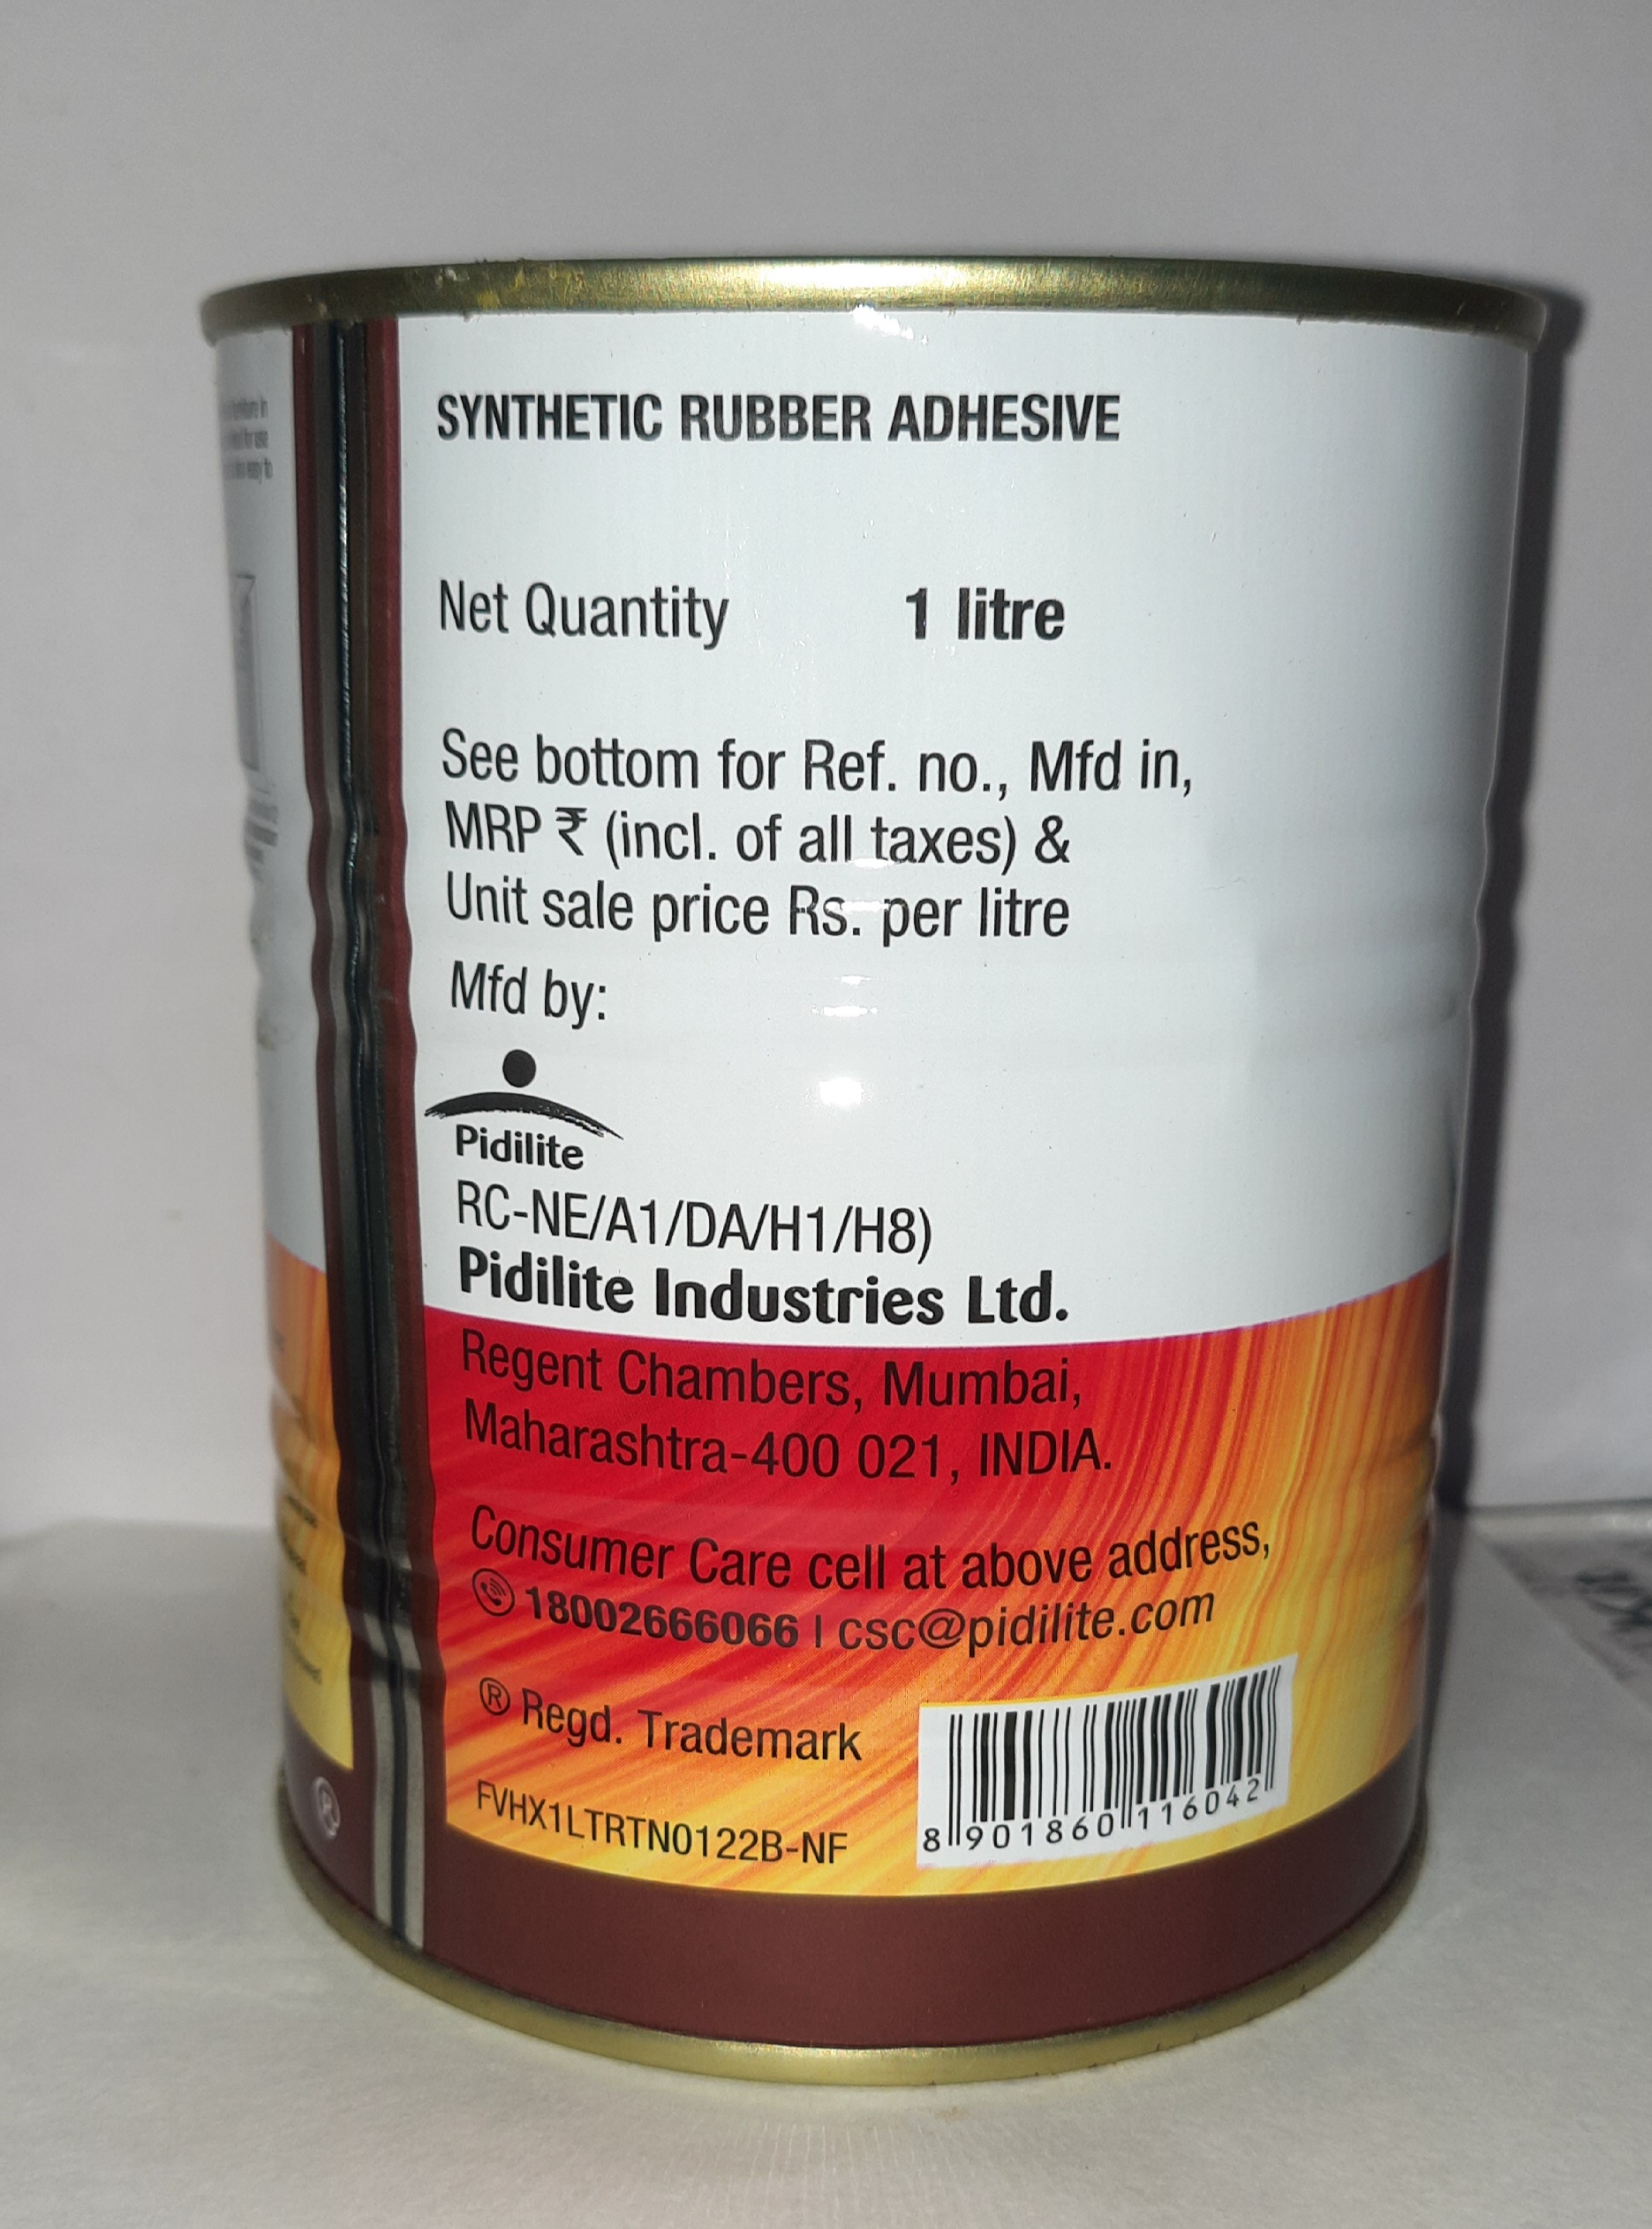 SYNTHETIC RUBBER ADHESIVE
Net Quantity 1 litre
See bottom for Ref. no., Mfd in,
MRP ₹ (incl. of all taxes) &
Unit sale price Rs. per litre
Mfd by:
Pidilite
RC-NE/A1/DA/H1/H8)
Pidilite Industries Ltd.
Regent Chambers, Mumbai,
Maharashtra-400 021, INDIA.
Consumer Care cell at above address,
18002666066 | csc@pidilite.com
® Regd. Trademark
FVHX1LTRTN0122B-NF
8 901860 116042
®